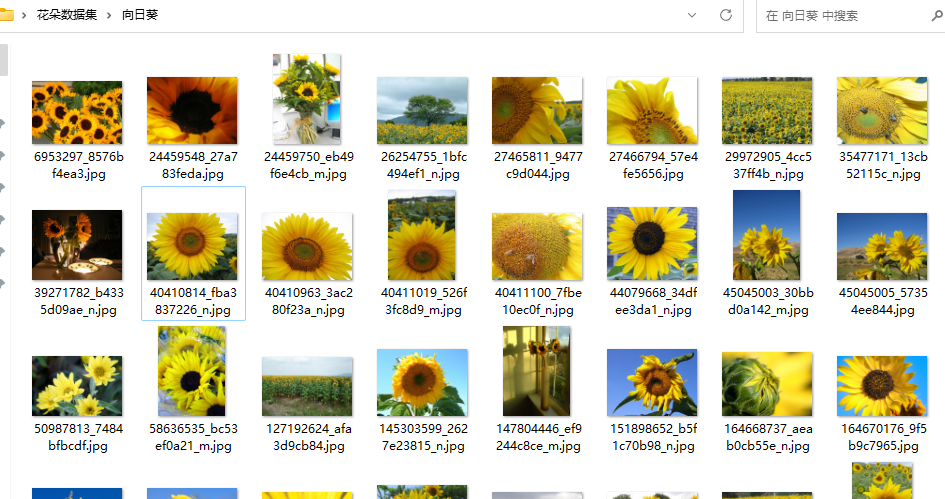 花朵数据集 向日葵
在 向日葵 中搜索
6953297_8576b
f4ea3.jpg
24459548_27a7
83feda.jpg
24459750_eb49
f6e4cb_m.jpg
26254755_1bfc
494ef1_n.jpg
27465811_9477
c9d044.jpg
27466794_57e4
fe5656.jpg
29972905_4cc5
37ff4b_n.jpg
35477171_13cb
52115c_n.jpg
39271782_b433
5d09ae_n.jpg
40410814_fba3
837226_n.jpg
40410963_3ac2
80f23a_n.jpg
40411019_526f
3fc8d9_m.jpg
40411100_7fbe
10ec0f_n.jpg
44079668_34df
ee3da1_n.jpg
45045003_30bb
d0a142_m.jpg
45045005_5735
4ee844.jpg
50987813_7484
bfbcdf.jpg
58636535_bc53
ef0a21_m.jpg
127192624_afa
3d9cb84.jpg
145303599_262
7e23815_n.jpg
147804446_ef9
244c8ce_m.jpg
151898652_b5f
1c70b98_n.jpg
164668737_aea
b0cb55e_n.jpg
164670176_9f5
b9c7965.jpg